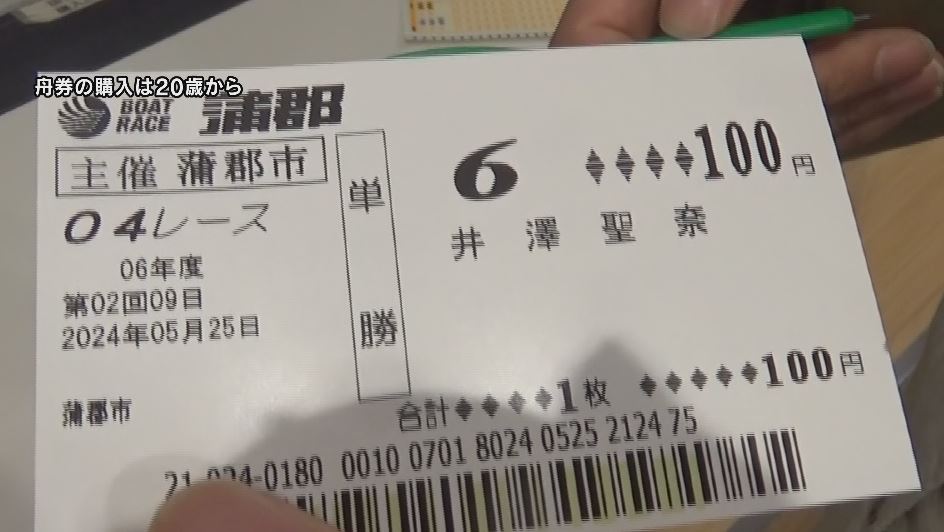 舟券の購入は20歳から
BOAT RACE 蒲郡
主催 蒲郡市
04レース
06年度
第02回09日
2024年05月25日
蒲郡市
単勝
6 ♦♦♦♦100円
井澤聖奈
合計♦♦♦♦1枚 ♦♦♦♦♦100円
21-024-0180 0010 0701 8024 0525 2124 75